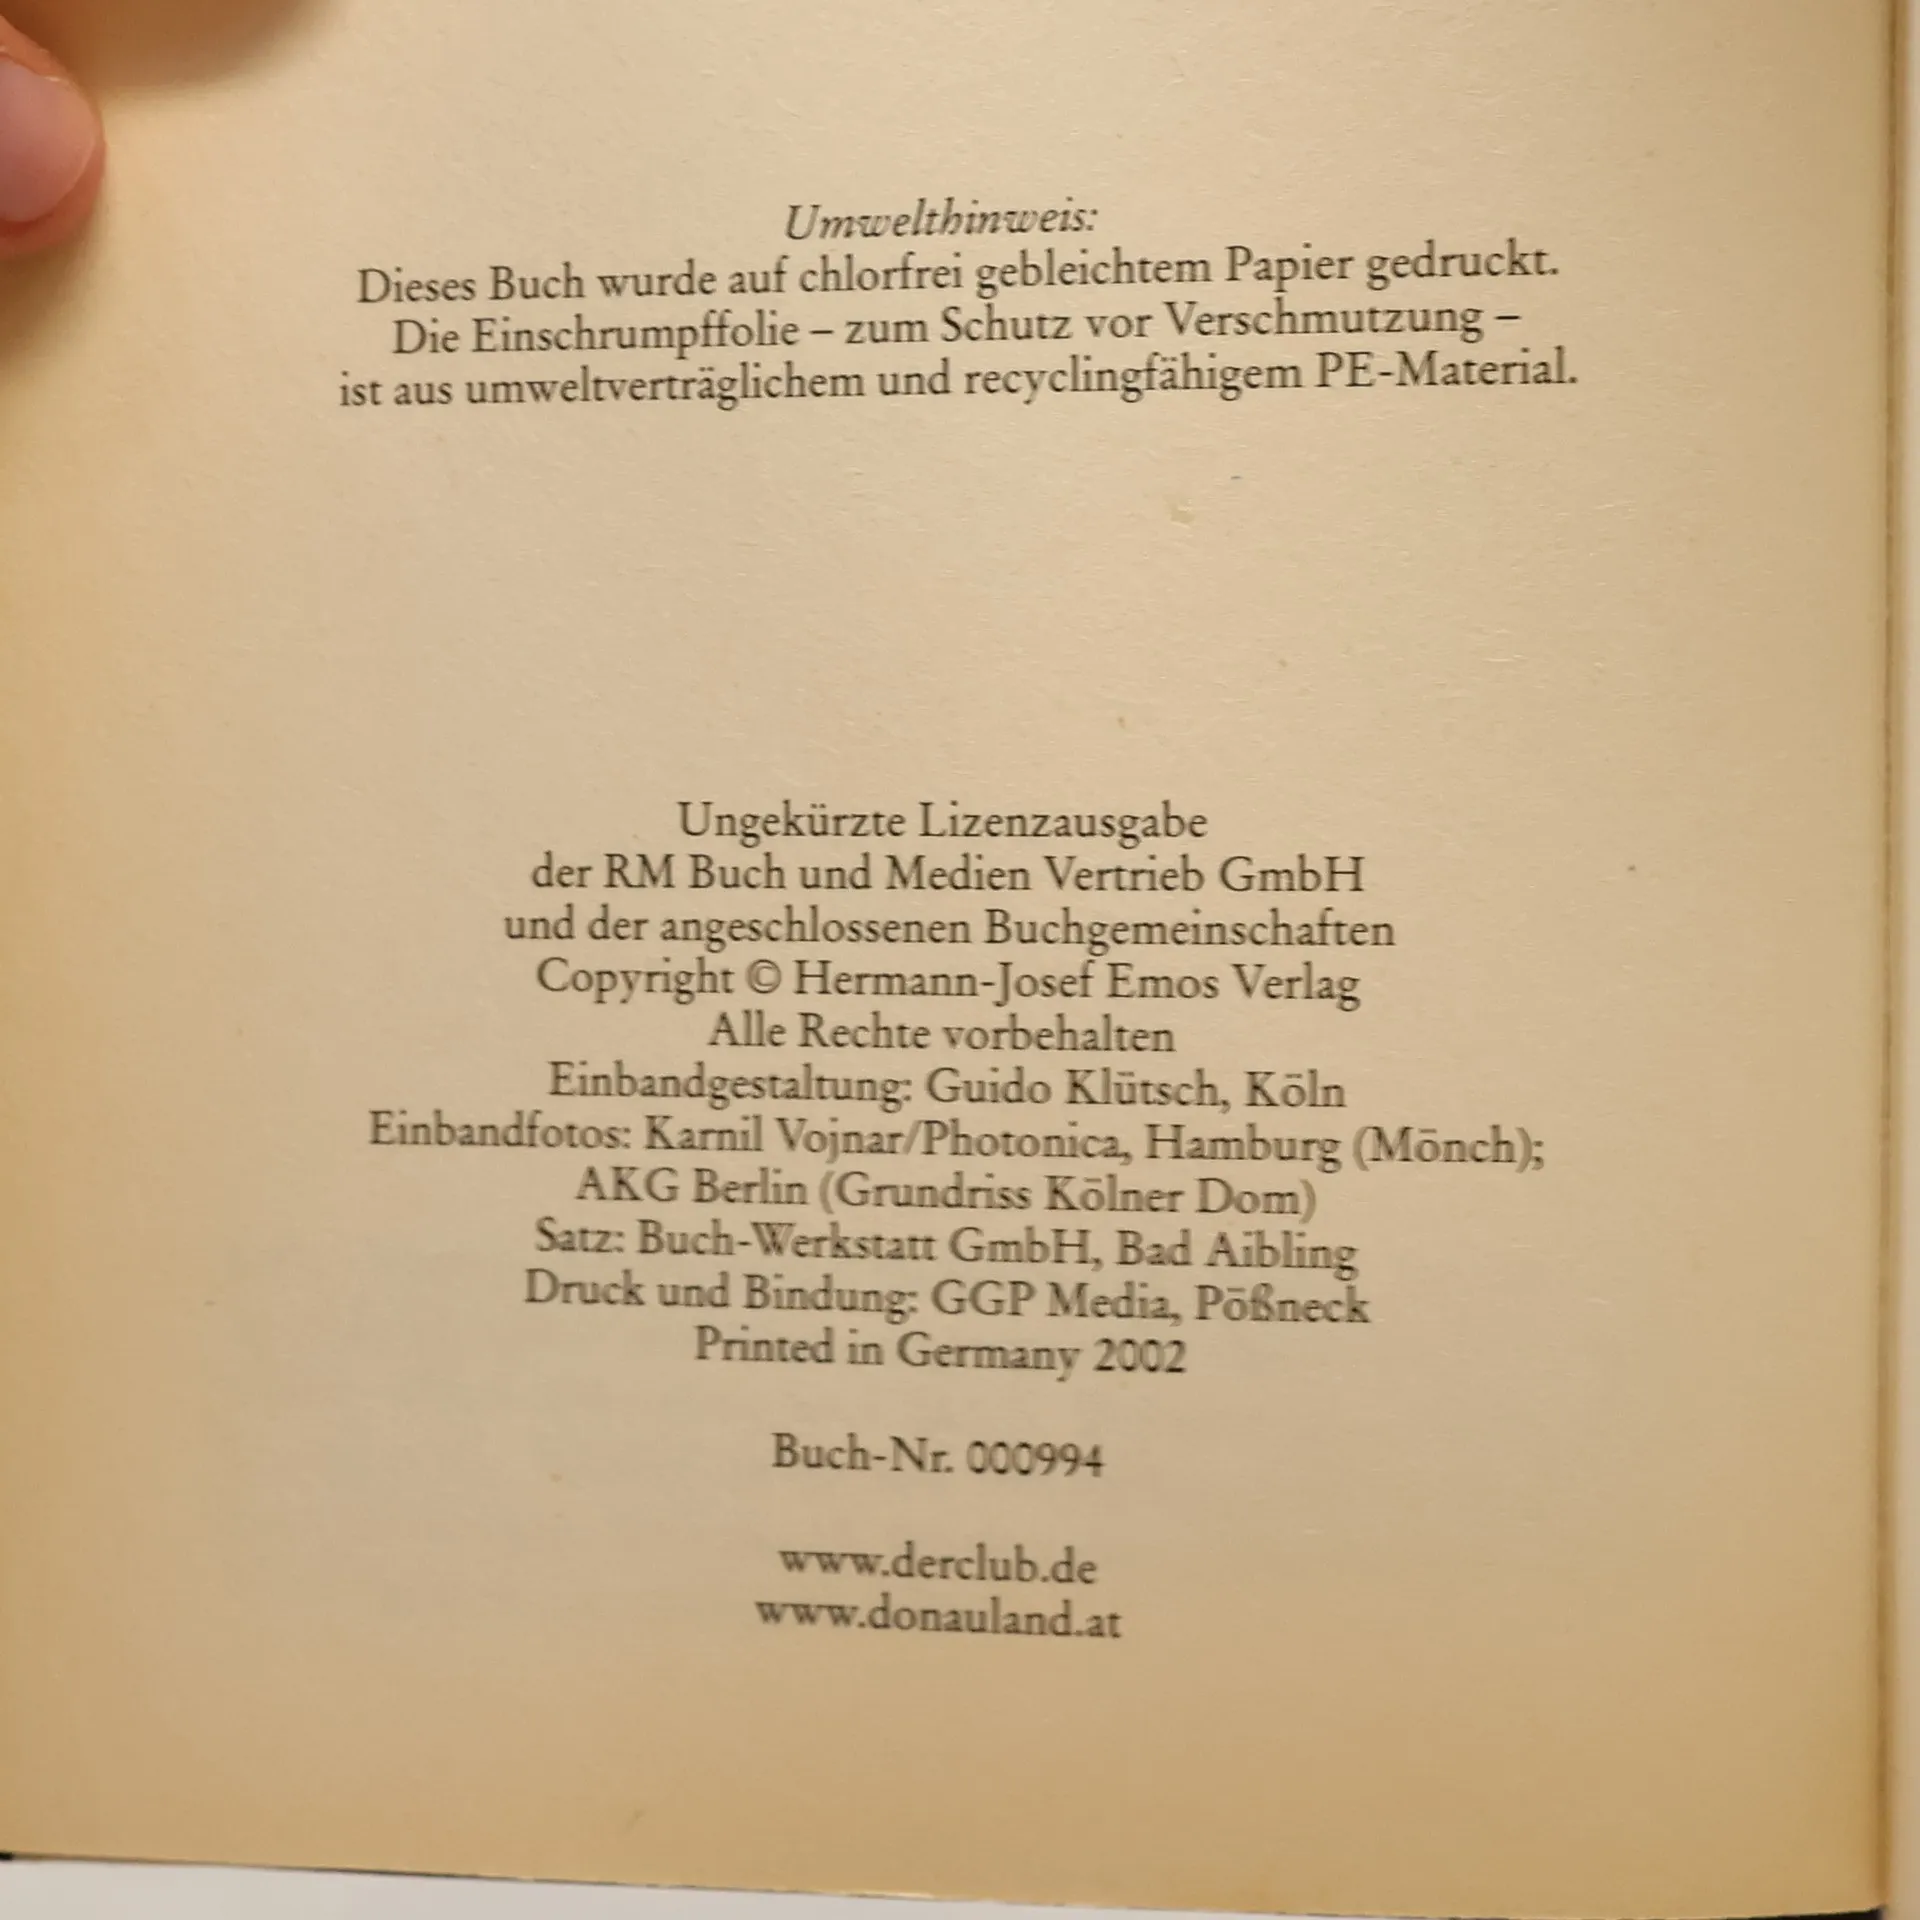 Umwelthinweis:
Dieses Buch wurde auf chlorfrei gebleichtem Papier gedruckt.
Die Einschrumpffolie – zum Schutz vor Verschmutzung –
ist aus umweltverträglichem und recyclingfähigem PE-Material.
Ungekürzte Lizenzausgabe
der RM Buch und Medien Vertrieb GmbH
und der angeschlossenen Buchgemeinschaften
Copyright © Hermann-Josef Emos Verlag
Alle Rechte vorbehalten
Einbandgestaltung: Guido Klütsch, Köln
Einbandfotos: Karnil Vojnar/Photonica, Hamburg (Mönch);
AKG Berlin (Grundriss Kölner Dom)
Satz: Buch-Werkstatt GmbH, Bad Aibling
Druck und Bindung: GGP Media, Pößneck
Printed in Germany 2002
Buch-Nr. 000994
www.derclub.de
www.donauland.at